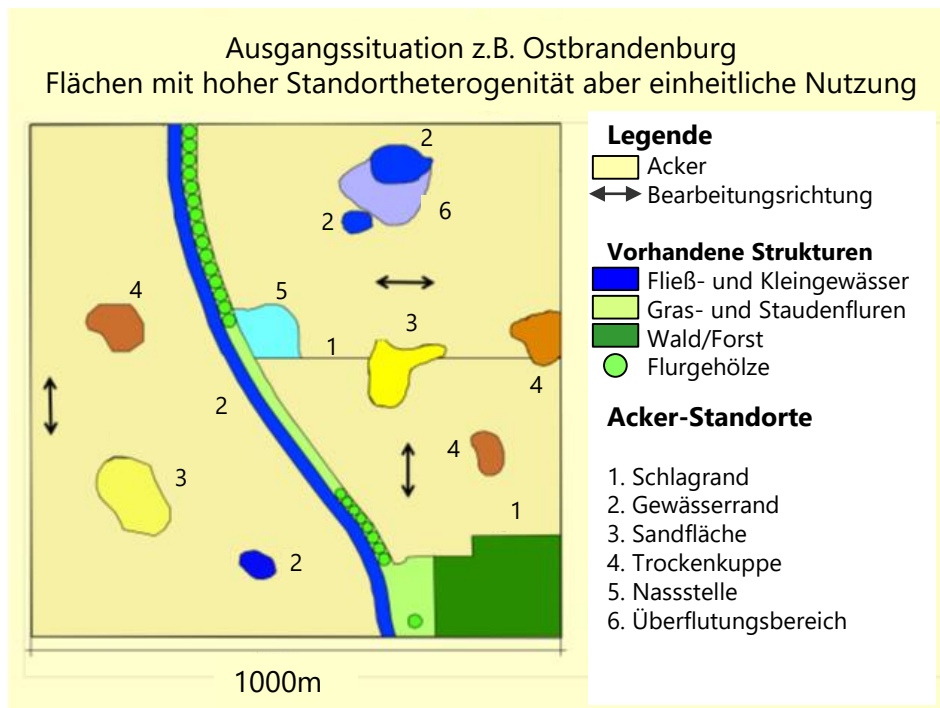 Ausgangssituation z.B. Ostbrandenburg
Flächen mit hoher Standortheterogenität aber einheitliche Nutzung
2
6
2
4
5
3
1
4
2
4
3
1
2
1000m
Legende
Acker
Bearbeitungsrichtung
Vorhandene Strukturen
Fließ- und Kleingewässer
Gras- und Staudenfluren
Wald/Forst
Flurgehölze
Acker-Standorte
1. Schlagrand
2. Gewässerrand
3. Sandfläche
4. Trockenkuppe
5. Nassstelle
6. Überflutungsbereich